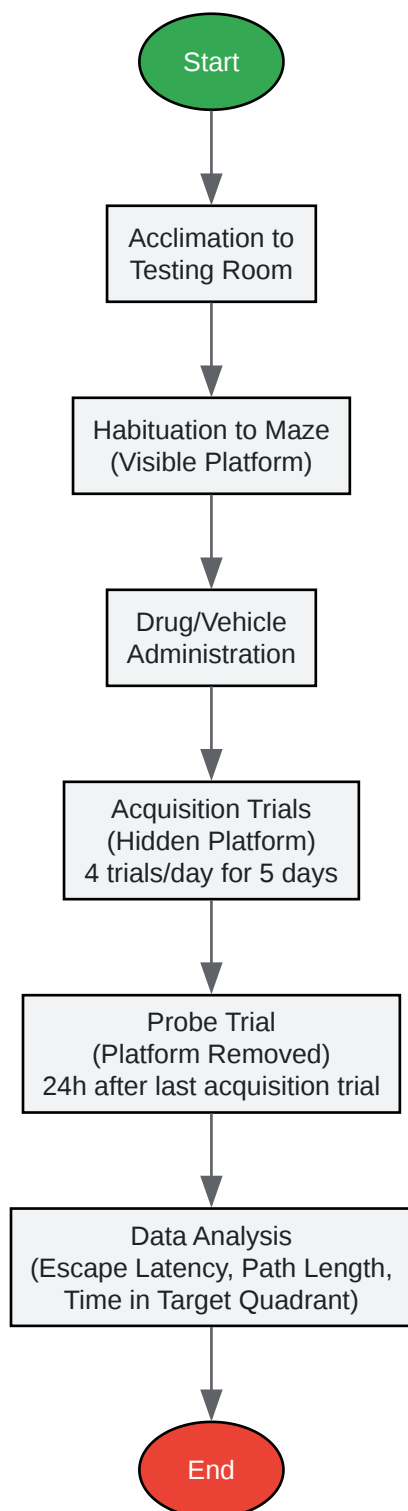 Start
Acclimation to
Testing Room
Habituation to Maze
(Visible Platform)
Drug/Vehicle
Administration
Acquisition Trials
(Hidden Platform)
4 trials/day for 5 days
Probe Trial
(Platform Removed)
24h after last acquisition trial
Data Analysis
(Escape Latency, Path Length,
Time in Target Quadrant)
End